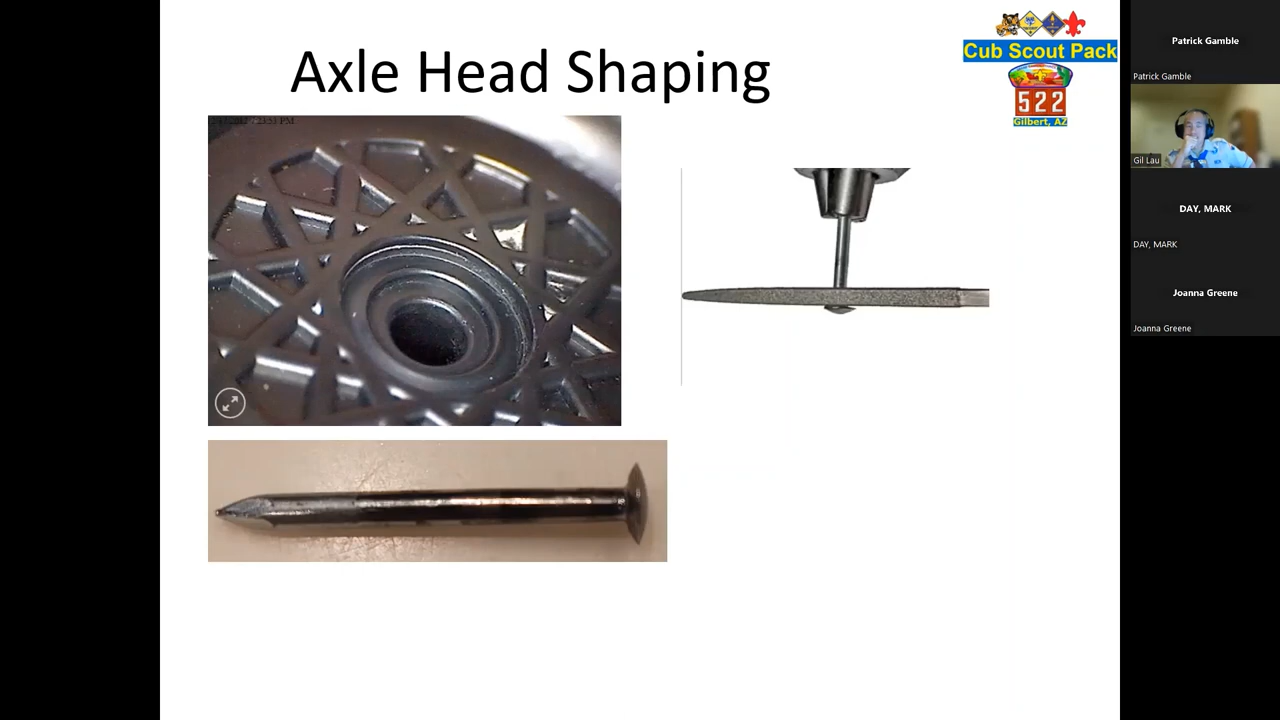 Axle Head Shaping
Cub Scout Pack
522
Gilbert, AZ
Patrick Gamble
Patrick Gamble
Gil Lau
DAY, MARK
DAY, MARK
Joanna Greene
Joanna Greene